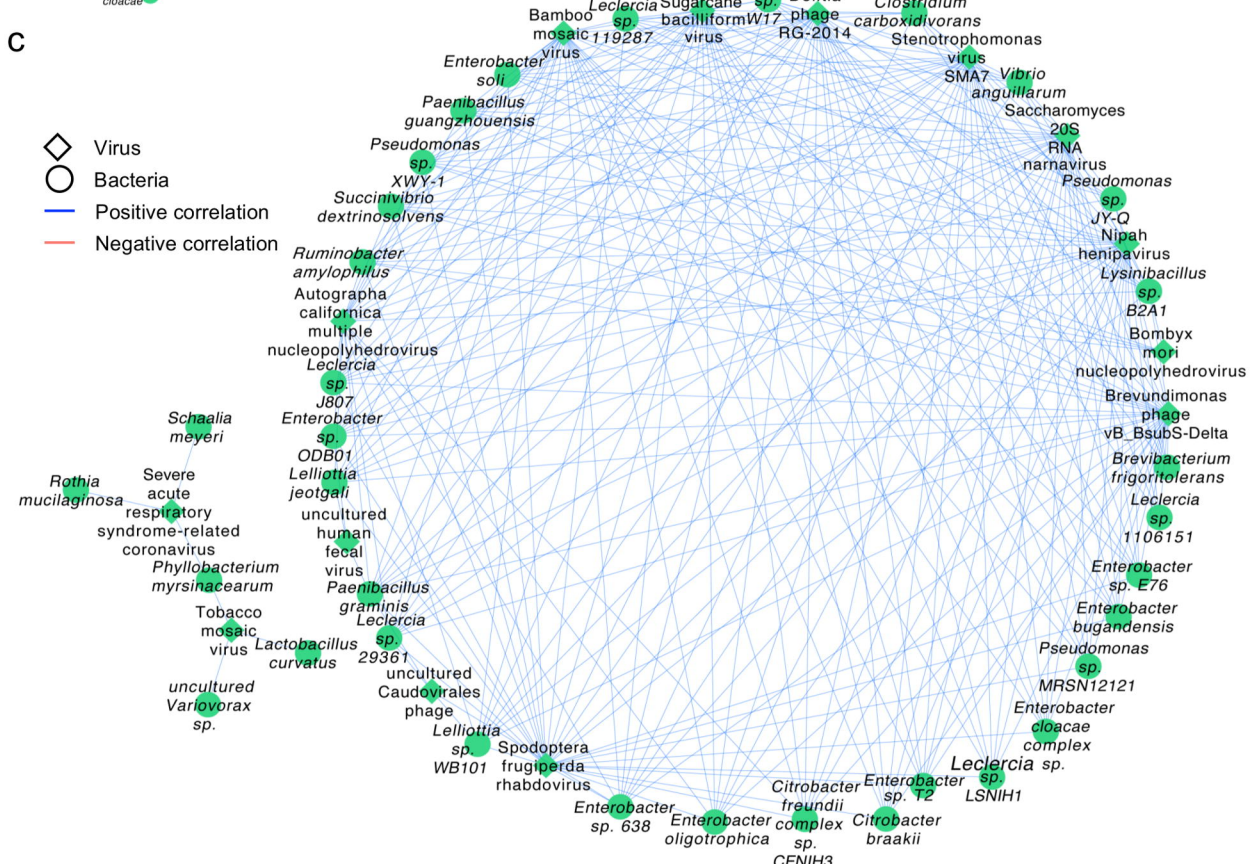 cloacae
c
Virus
Bacteria
Positive correlation
Negative correlation
Bamboo
mosaic
virus
Leclercia
sp.
119287
Sugarcane
bacilliform
virus
sp.
W17
phage
RG-2014
Clostridium
carboxidivorans
Stenotrophomonas
virus
SMA7
Vibrio
anguillarum
Saccharomyces
20S
RNA
narnavirus
Pseudomonas
sp.
JY-Q
Nipah
henipavirus
Lysinibacillus
sp.
B2A1
Bombyx
mori
nucleopolyhedrovirus
Brevundimonas
phage
vB_BsubS-Delta
Brevibacterium
frigoritolerans
Leclercia
sp.
1106151
Enterobacter
sp. E76
Enterobacter
bugandensis
Pseudomonas
sp.
MRSN12121
Enterobacter
cloacae
complex
sp.
Leclercia
sp.
LSNIH1
Enterobacter
sp. T2
Citrobacter
braakii
Citrobacter
freundii
complex
sp.
CFNIH3
Enterobacter
oligotrophica
Enterobacter
sp. 638
Spodoptera
frugiperda
rhabdovirus
Lelliottia
sp.
WB101
uncultured
Caudovirales
phage
Leclercia
sp.
29361
Paenibacillus
graminis
uncultured
human
fecal
virus
Lelliottia
jeotgali
Enterobacter
sp.
ODB01
Leclercia
sp.
J807
Autographa
californica
multiple
nucleopolyhedrovirus
Ruminobacter
amylophilus
Succinivibrio
dextrinosolvens
Pseudomonas
sp.
XWY-1
Paenibacillus
guangzhouensis
Enterobacter
soli
Schaalia
meyeri
Rothia
mucilaginosa
Severe
acute
respiratory
syndrome-related
coronavirus
Phyllobacterium
myrsinacearum
Tobacco
mosaic
virus
Lactobacillus
curvatus
uncultured
Variovorax
sp.